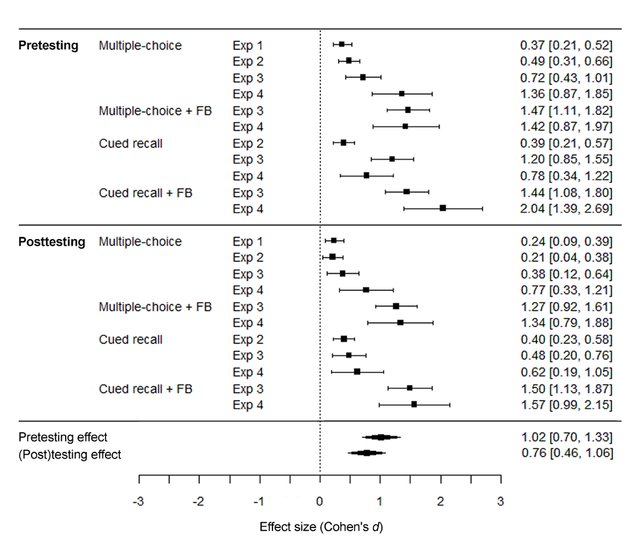 Pretesting Multiple-choice Exp 1 0.37 [0.21, 0.52]
Exp 2 0.49 [0.31, 0.66]
Exp 3 0.72 [0.43, 1.01]
Exp 4 1.36 [0.87, 1.85]
Multiple-choice + FB Exp 3 1.47 [1.11, 1.82]
Exp 4 1.42 [0.87, 1.97]
Cued recall Exp 2 0.39 [0.21, 0.57]
Exp 3 1.20 [0.85, 1.55]
Exp 4 0.78 [0.34, 1.22]
Cued recall + FB Exp 3 1.44 [1.08, 1.80]
Exp 4 2.04 [1.39, 2.69]
Posttesting Multiple-choice Exp 1 0.24 [0.09, 0.39]
Exp 2 0.21 [0.04, 0.38]
Exp 3 0.38 [0.12, 0.64]
Exp 4 0.77 [0.33, 1.21]
Multiple-choice + FB Exp 3 1.27 [0.92, 1.61]
Exp 4 1.34 [0.79, 1.88]
Cued recall Exp 2 0.40 [0.23, 0.58]
Exp 3 0.48 [0.20, 0.76]
Exp 4 0.62 [0.19, 1.05]
Cued recall + FB Exp 3 1.50 [1.13, 1.87]
Exp 4 1.57 [0.99, 2.15]
Pretesting effect 1.02 [0.70, 1.33]
(Post)testing effect 0.76 [0.46, 1.06]
-3 -2 -1 0 1 2 3
Effect size (Cohen's d)